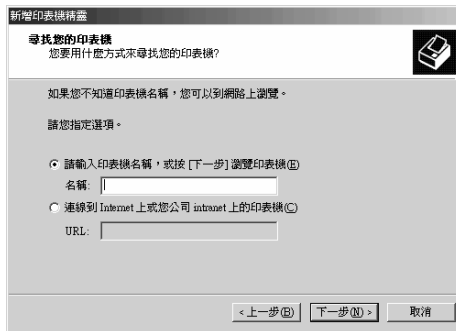 新增印表機精靈
尋找您的印表機
您要用什麼方式來尋找您的印表機?
如果您不知道印表機名稱，您可以到網路上瀏覽。
請您指定選項。
請輸入印表機名稱，或按 [下一步] 瀏覽印表機(E)
名稱:
連線到 Internet 上或您公司 intranet 上的印表機(C)
URL:
<上一步(B) 下一步(N)> 取消